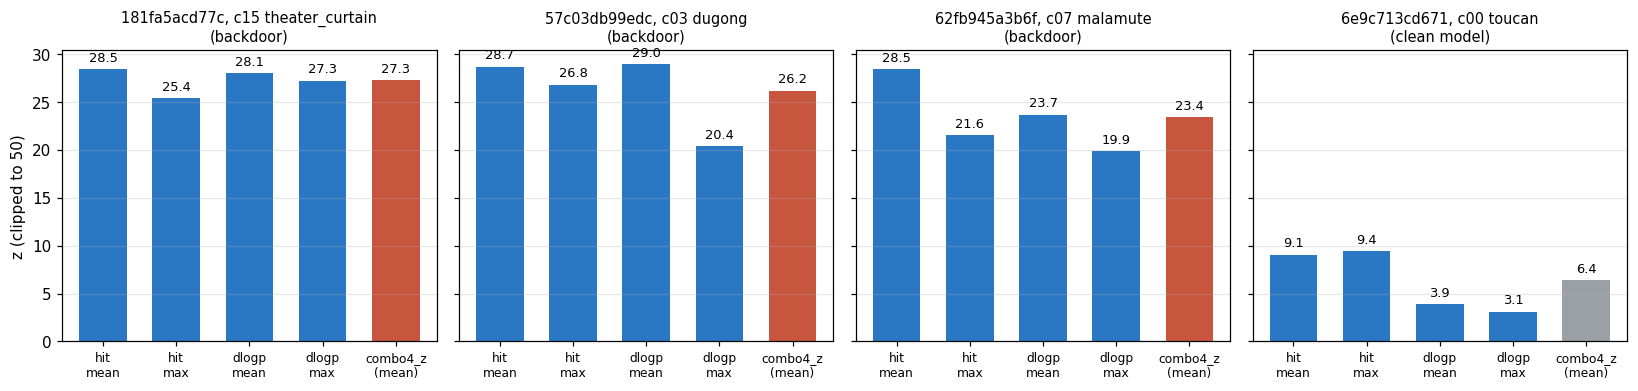 181fa5acd77c, c15 theater_curtain
(backdoor)
57c03db99edc, c03 dugong
(backdoor)
62fb945a3b6f, c07 malamute
(backdoor)
6e9c713cd671, c00 toucan
(clean model)
z (clipped to 50)
30
25
20
15
10
5
0
28.5
25.4
28.1
27.3
27.3
hit
mean
hit
max
dlogp
mean
dlogp
max
combo4_z
(mean)
28.7
26.8
29.0
20.4
26.2
hit
mean
hit
max
dlogp
mean
dlogp
max
combo4_z
(mean)
28.5
21.6
23.7
19.9
23.4
hit
mean
hit
max
dlogp
mean
dlogp
max
combo4_z
(mean)
9.1
9.4
3.9
3.1
6.4
hit
mean
hit
max
dlogp
mean
dlogp
max
combo4_z
(mean)